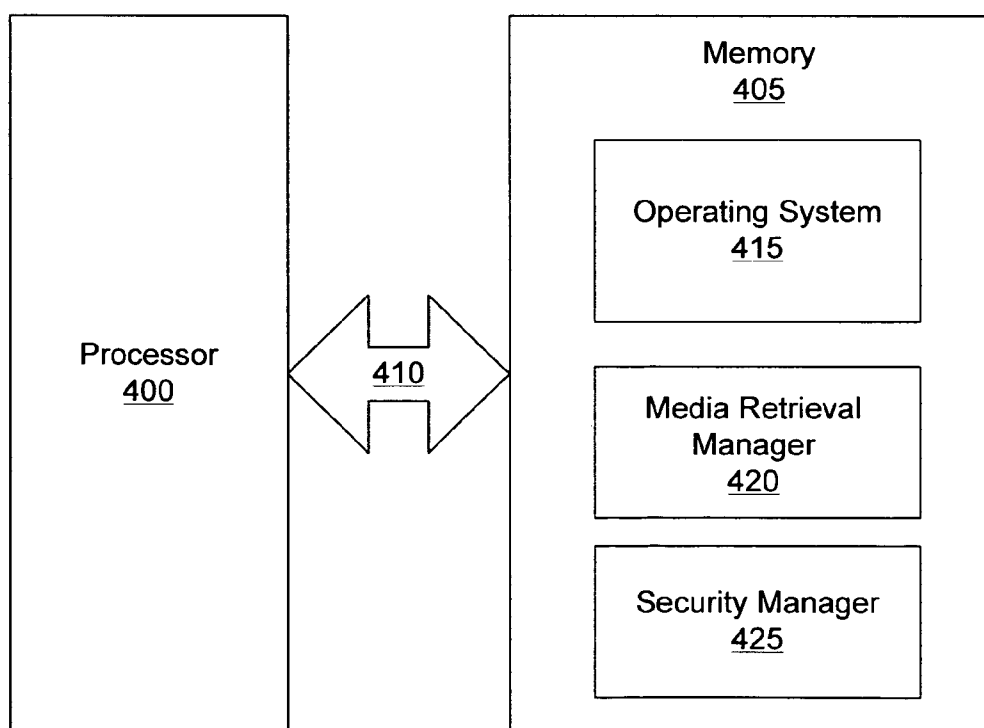 Processor
400
410
Memory
405
Operating System
415
Media Retrieval
Manager
420
Security Manager
425